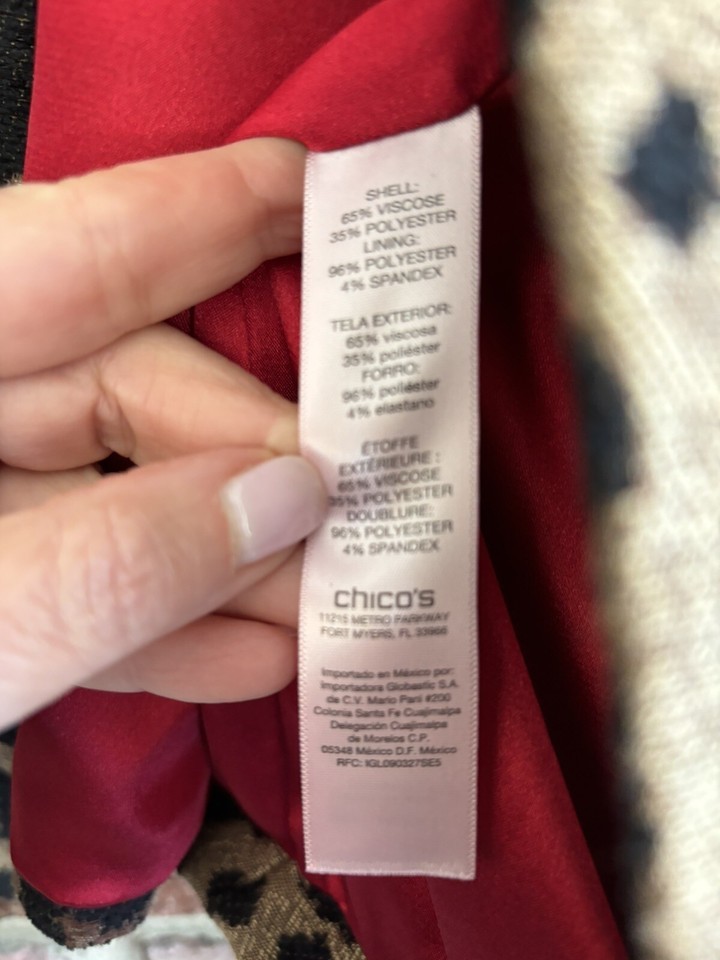 SHELL:
65% VISCOSE
35% POLYESTER
LINING:
96% POLYESTER
4% SPANDEX
TELA EXTERIOR:
65% viscosa
35% poliéster
FORRO:
96% poliéster
4% elastano
ÉTOFFE
EXTÉRIEURE :
65% VISCOSE
35% POLYESTER
DOUBLURE:
96% POLYESTER
4% SPANDEX
chico's
11215 METRO PARKWAY
FORT MYERS, FL 33966
Importado en México por:
Importadora Globastic S.A.
de C.V. Mario Pani #200
Colonia Santa Fe Cuajimalpa
Delegación Cuajimalpa
de Morelos C.P.
05348 México D.F. México
RFC: IGL090327SE5